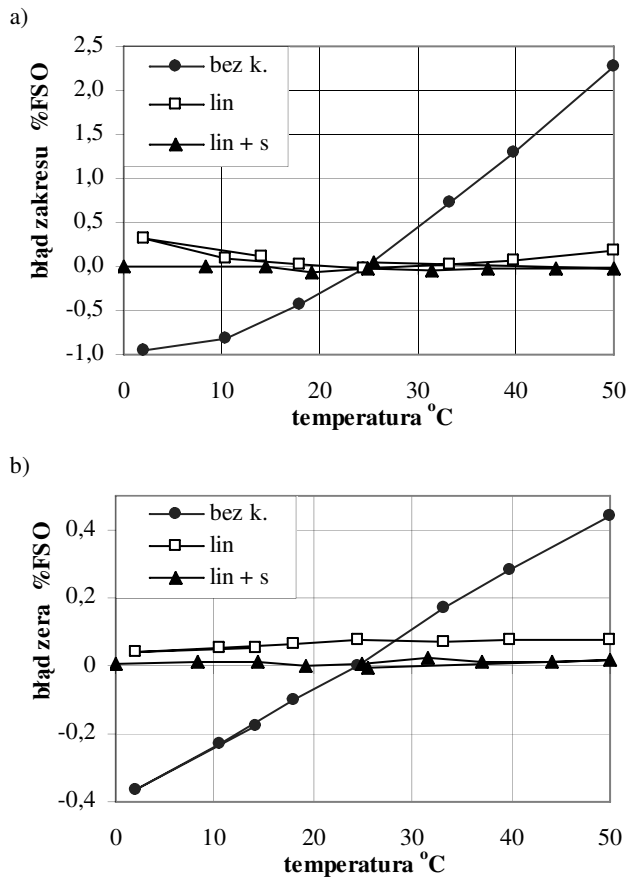 a)
błąd zakresu %FSO
2,5
2,0
1,5
1,0
0,5
0,0
-0,5
-1,0
bez k.
lin
lin + s
0 10 20 30 40 50
temperatura °C
b)
błąd zera %FSO
0,4
0,2
0
-0,2
-0,4
bez k.
lin
lin + s
0 10 20 30 40 50
temperatura °C